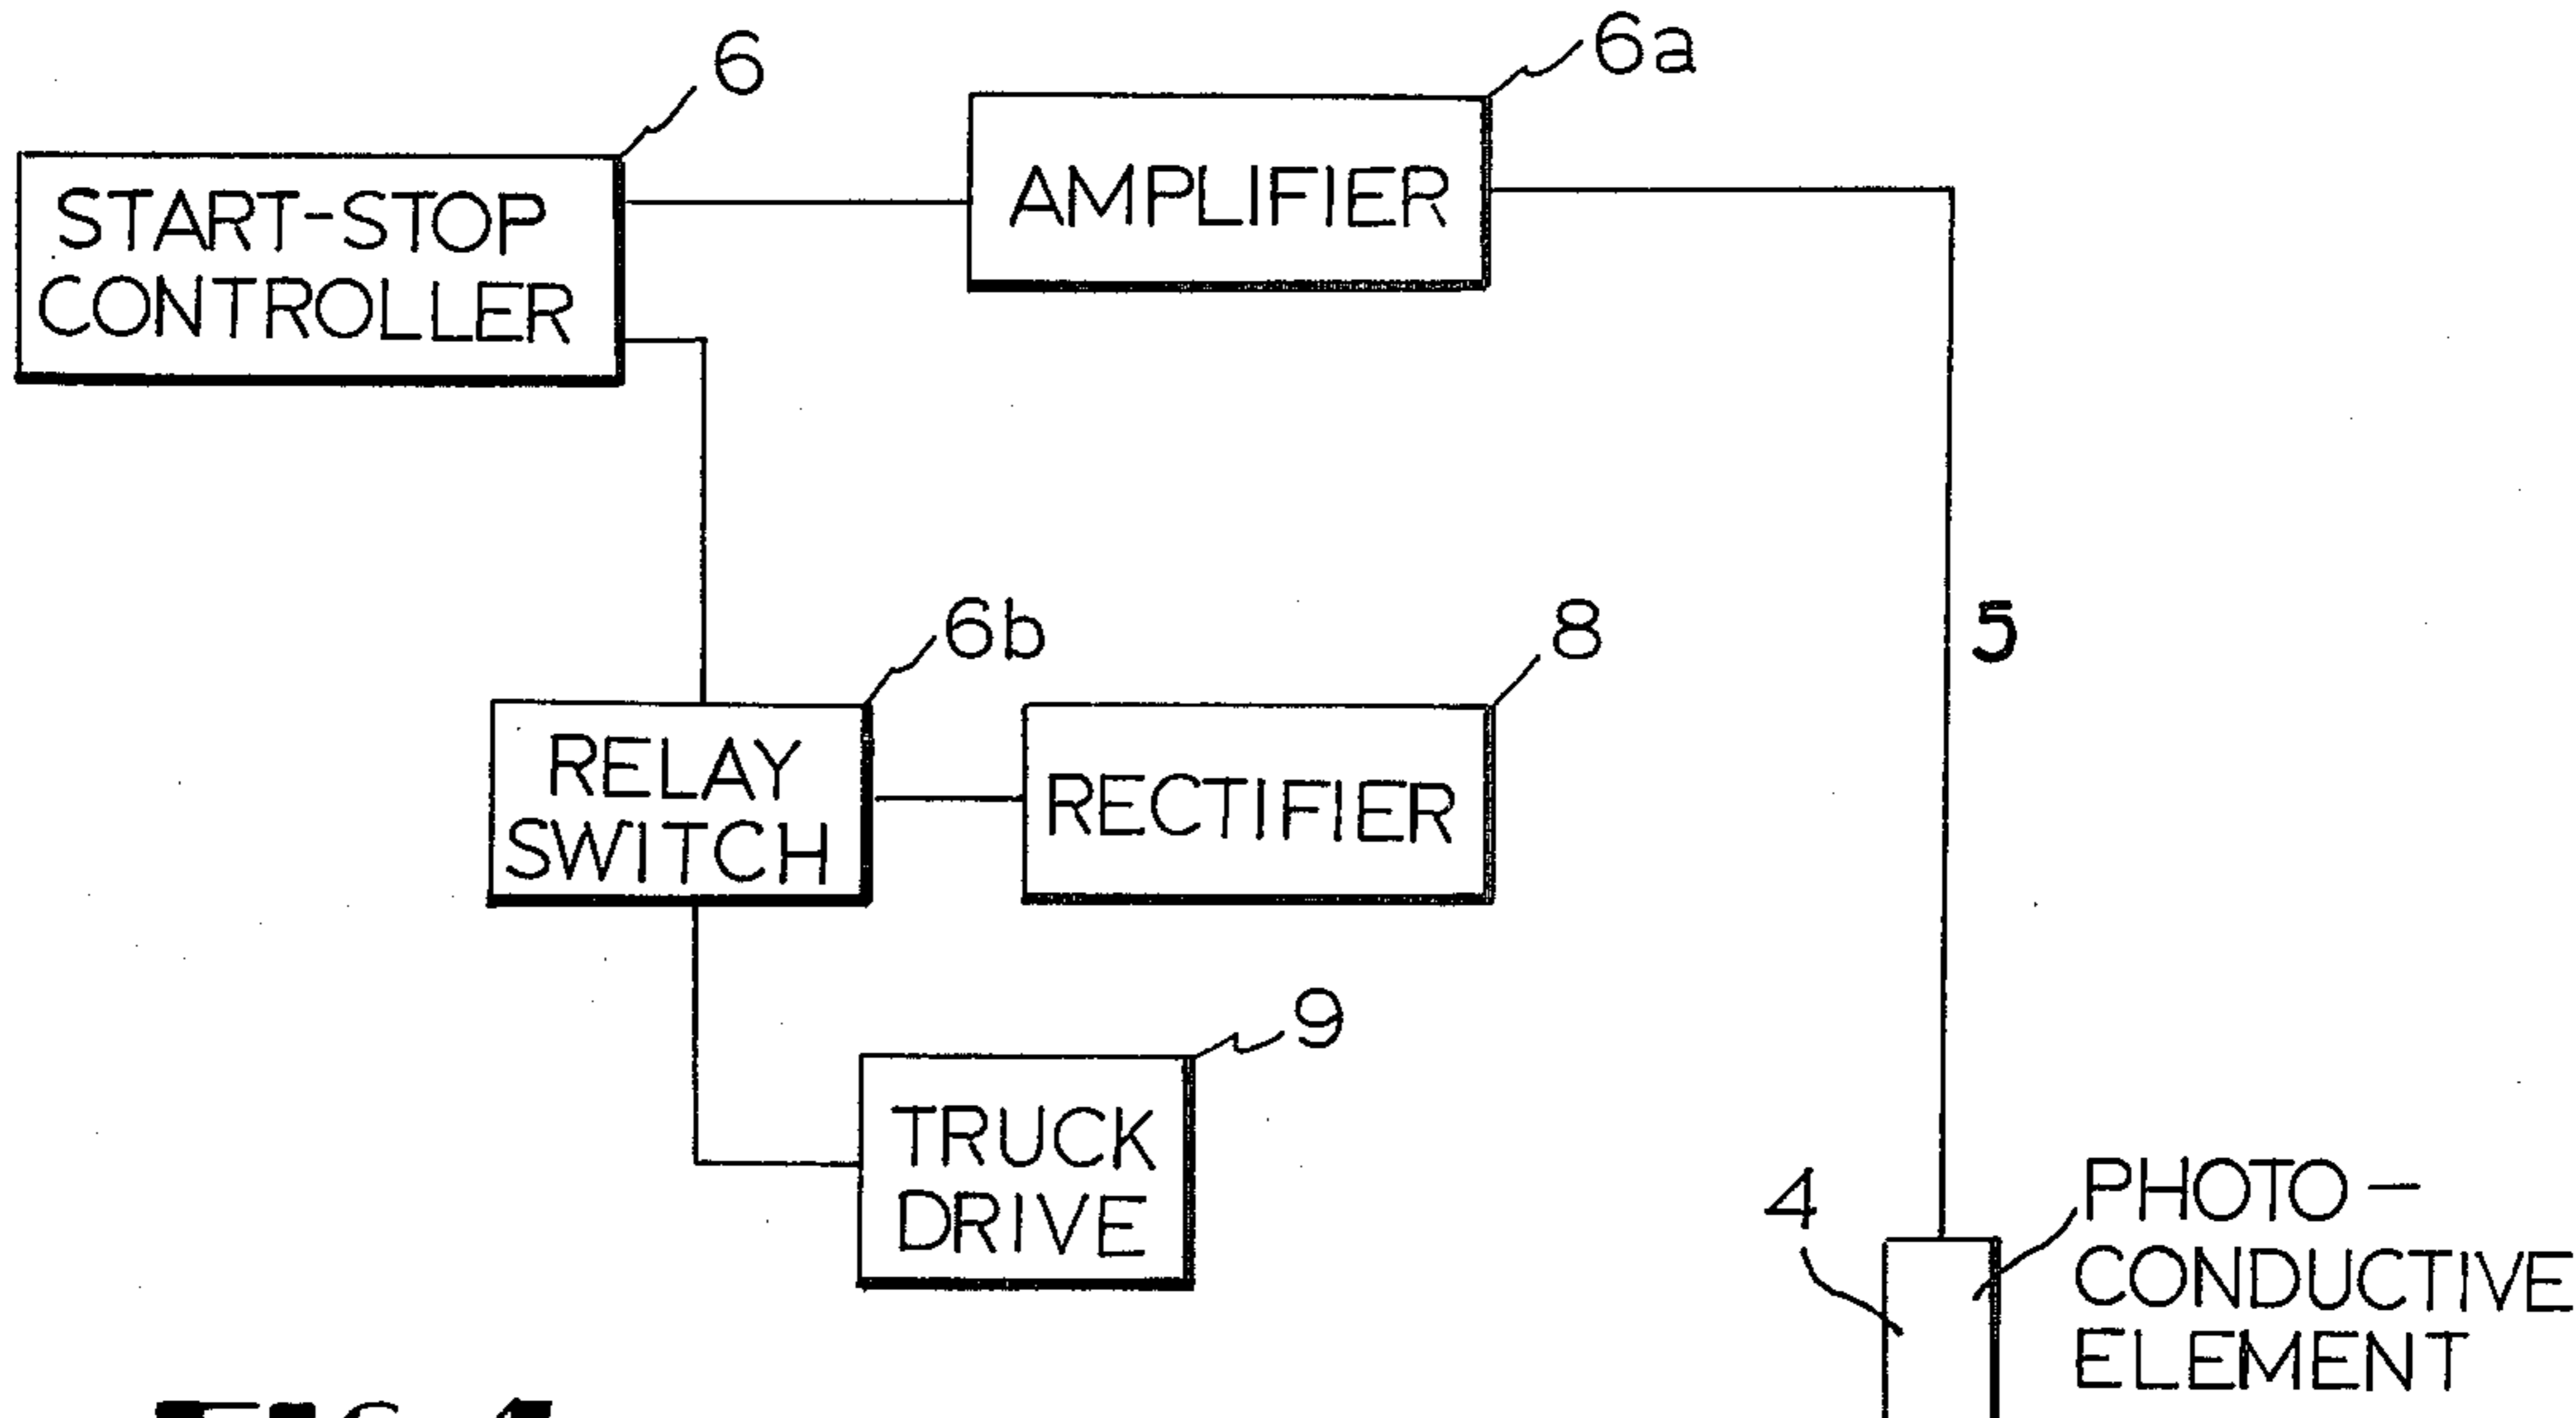 6
6a
START-STOP
CONTROLLER
AMPLIFIER
6b
8
5
RELAY
SWITCH
RECTIFIER
9
TRUCK
DRIVE
4
PHOTO-
CONDUCTIVE
ELEMENT